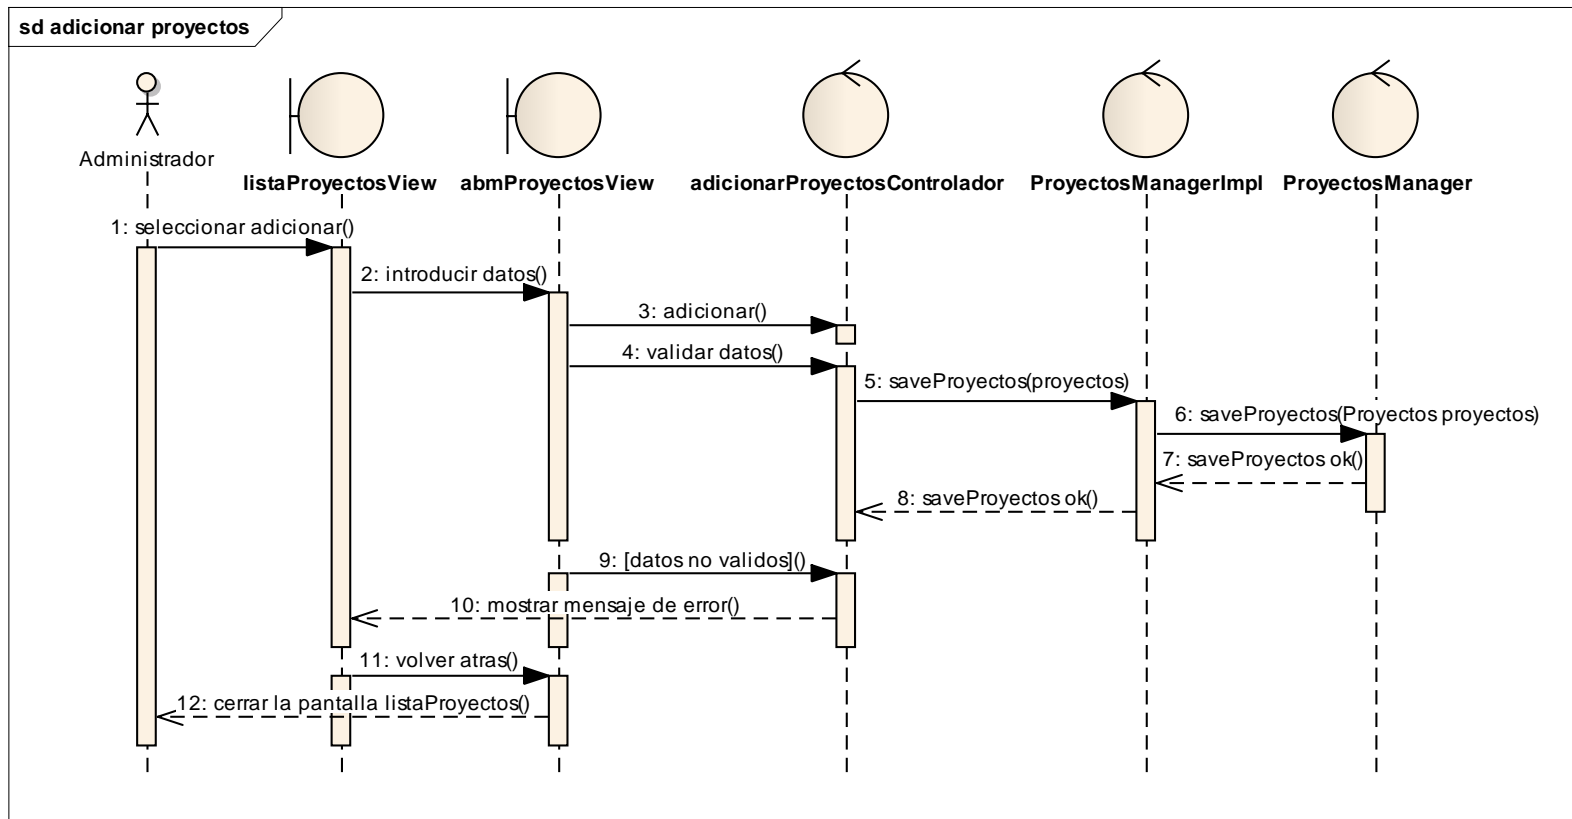 sd adicionar proyectos
Administrador
listaProyectosView
abmProyectosView
adicionarProyectosControlador
ProyectosManagerImpl
ProyectosManager
1: seleccionar adicionar()
2: introducir datos()
3: adicionar()
4: validar datos()
5: saveProyectos(proyectos)
6: saveProyectos(Proyectos proyectos)
7: saveProyectos ok()
8: saveProyectos ok()
9: [datos no validos]()
10: mostrar mensaje de error()
11: volver atras()
12: cerrar la pantalla listaProyectos()